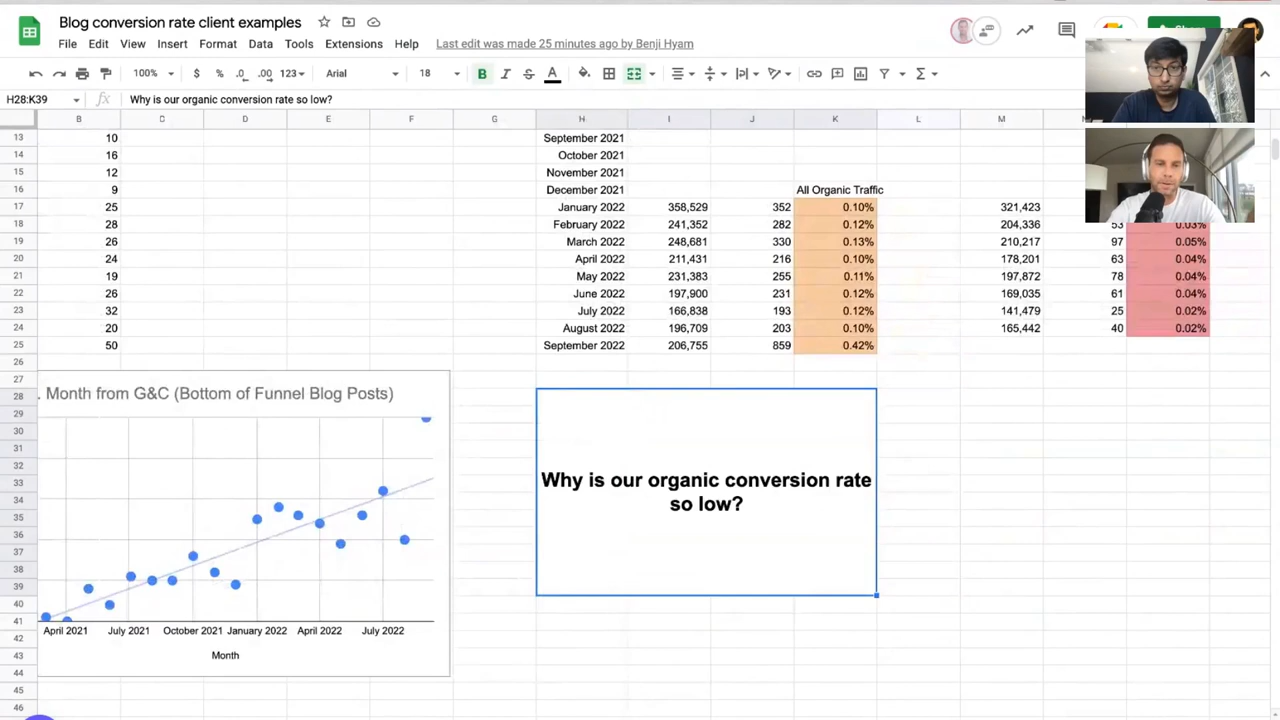 Blog conversion rate client examples
File Edit View Insert Format Data Tools Extensions Help Last edit was made 25 minutes ago by Benji Hyam
100% $ % .0 .00 123 Arial 18 B I S A
H28:K39 fx Why is our organic conversion rate so low?
B C D E F G H I J K L M
13 10 September 2021
14 16 October 2021
15 12 November 2021
16 9 December 2021 All Organic Traffic
17 25 January 2022 358,529 352 0.10% 321,423
18 28 February 2022 241,352 282 0.12% 204,336 53 0.03%
19 26 March 2022 248,681 330 0.13% 210,217 97 0.05%
20 24 April 2022 211,431 216 0.10% 178,201 63 0.04%
21 19 May 2022 231,383 255 0.11% 197,872 78 0.04%
22 26 June 2022 197,900 231 0.12% 169,035 61 0.04%
23 32 July 2022 166,838 193 0.12% 141,479 25 0.02%
24 20 August 2022 196,709 203 0.10% 165,442 40 0.02%
25 50 September 2022 206,755 859 0.42%
26
27
28
29
30
31
32
33
34
35
36
37
38
39
40
41
42
43
44
45
46
. Month from G&C (Bottom of Funnel Blog Posts)
April 2021 July 2021 October 2021 January 2022 April 2022 July 2022
Month
Why is our organic conversion rate
so low?